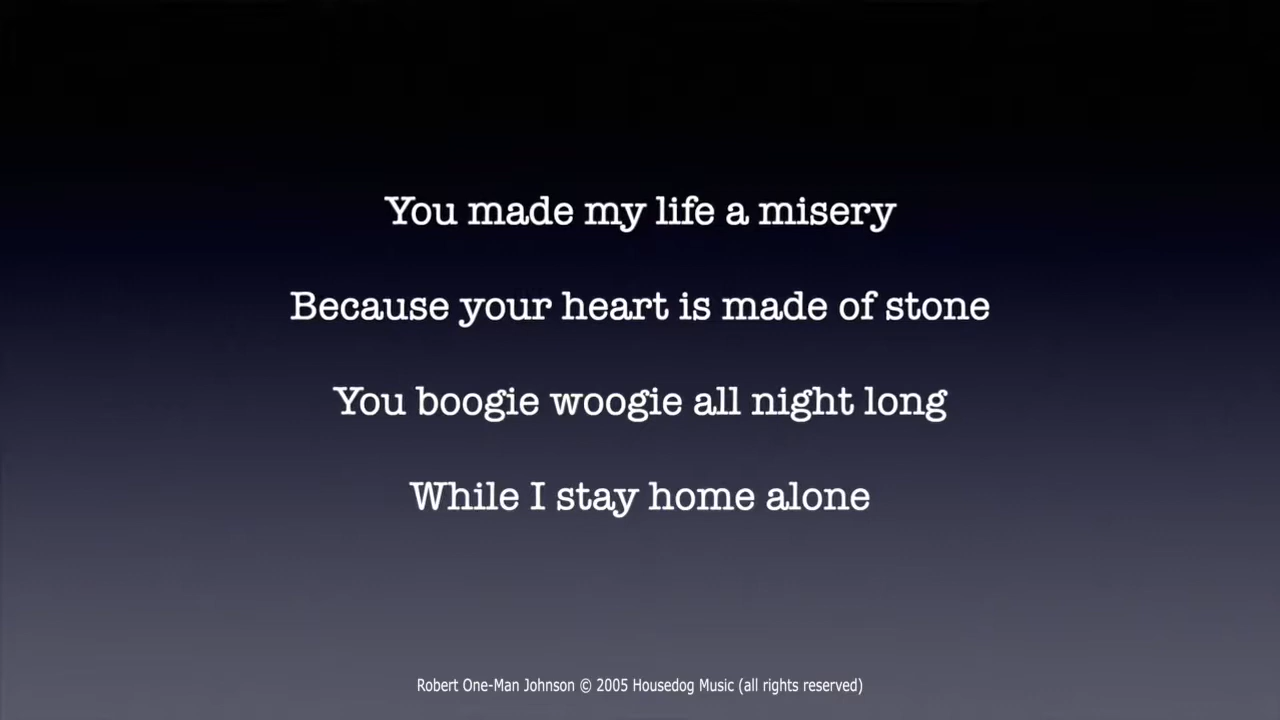 You made my life a misery
Because your heart is made of stone
You boogie woogie all night long
While I stay home alone
Robert One-Man Johnson © 2005 Housedog Music (all rights reserved)